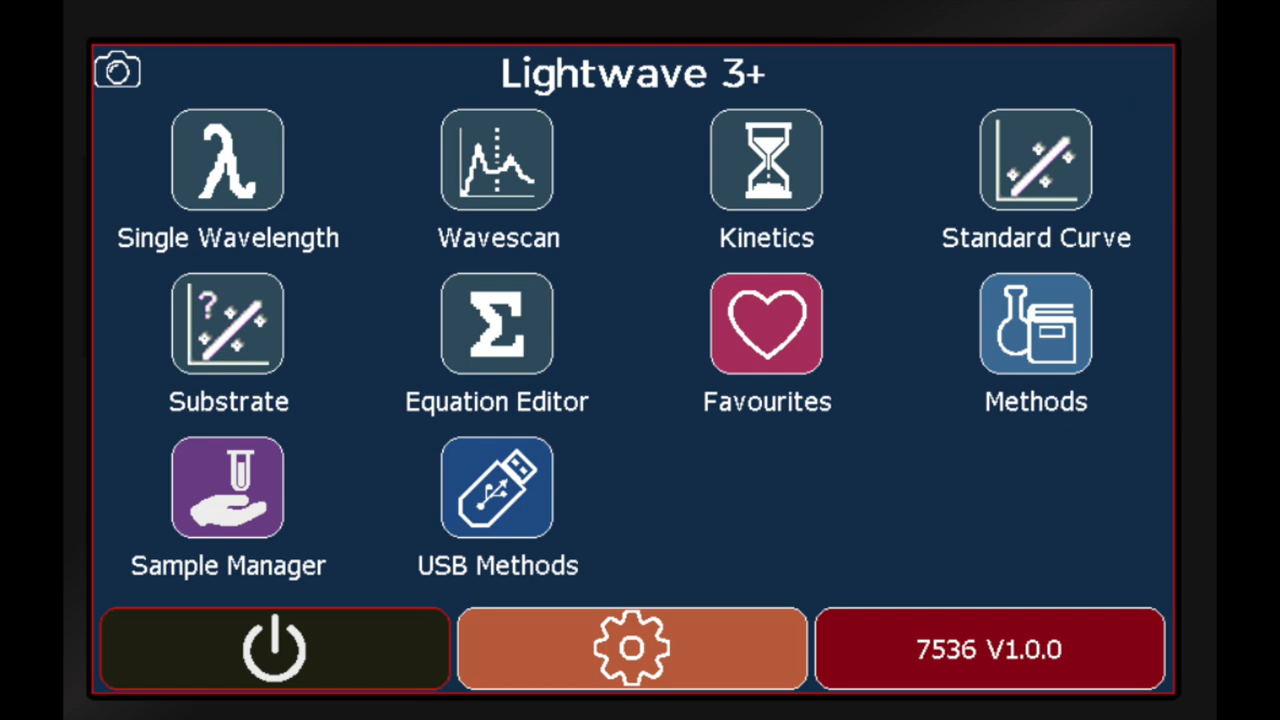 Lightwave 3+
Single Wavelength
Wavescan
Kinetics
Standard Curve
Substrate
Equation Editor
Favourites
Methods
Sample Manager
USB Methods
7536 V1.0.0